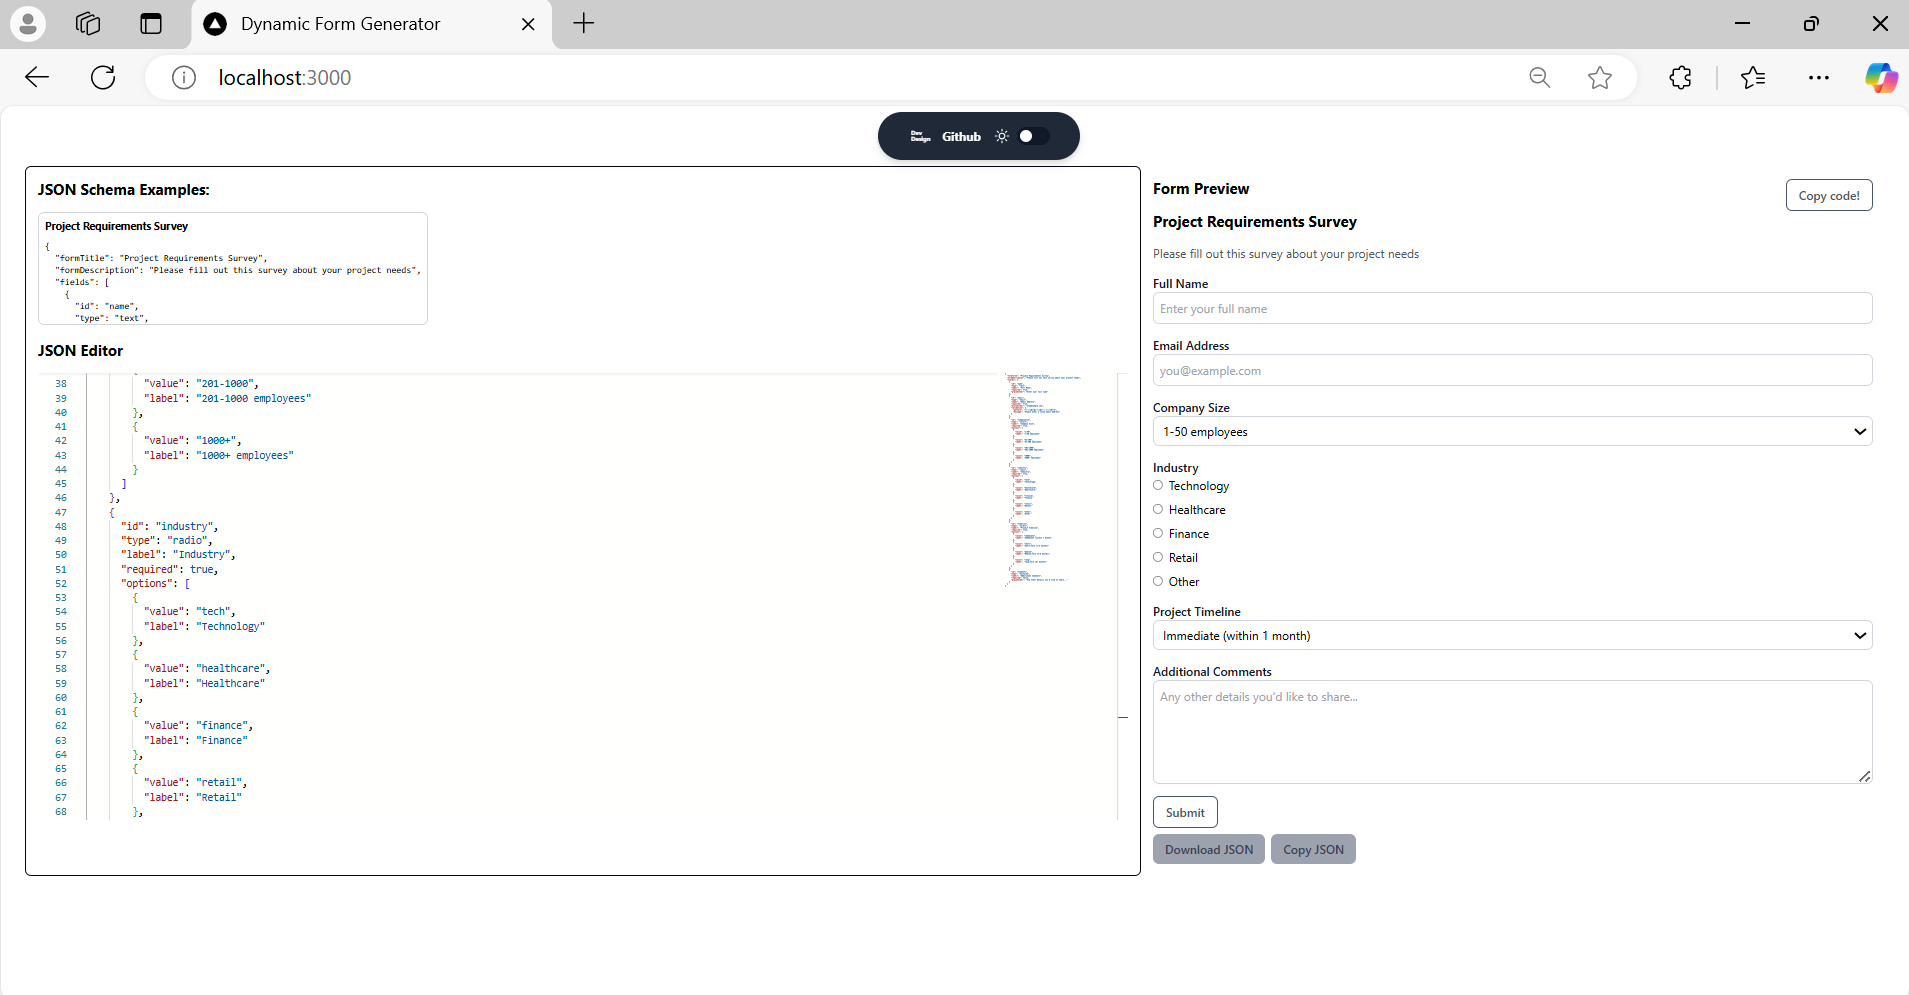 Dynamic Form Generator
localhost:3000
Dev Design Github
JSON Schema Examples:
Project Requirements Survey
{
"formTitle": "Project Requirements Survey",
"formDescription": "Please fill out this survey about your project needs",
"fields": [
{
"id": "name",
"type": "text",
JSON Editor
38 "value": "201-1000",
39 "label": "201-1000 employees"
40 },
41 {
42 "value": "1000+",
43 "label": "1000+ employees"
44 }
45 ]
46 },
47 {
48 "id": "industry",
49 "type": "radio",
50 "label": "Industry",
51 "required": true,
52 "options": [
53 {
54 "value": "tech",
55 "label": "Technology"
56 },
57 {
58 "value": "healthcare",
59 "label": "Healthcare"
60 },
61 {
62 "value": "finance",
63 "label": "Finance"
64 },
65 {
66 "value": "retail",
67 "label": "Retail"
68 },
Form Preview
Copy code!
Project Requirements Survey
Please fill out this survey about your project needs
Full Name
Enter your full name
Email Address
you@example.com
Company Size
1-50 employees
Industry
Technology
Healthcare
Finance
Retail
Other
Project Timeline
Immediate (within 1 month)
Additional Comments
Any other details you'd like to share...
Submit
Download JSON Copy JSON